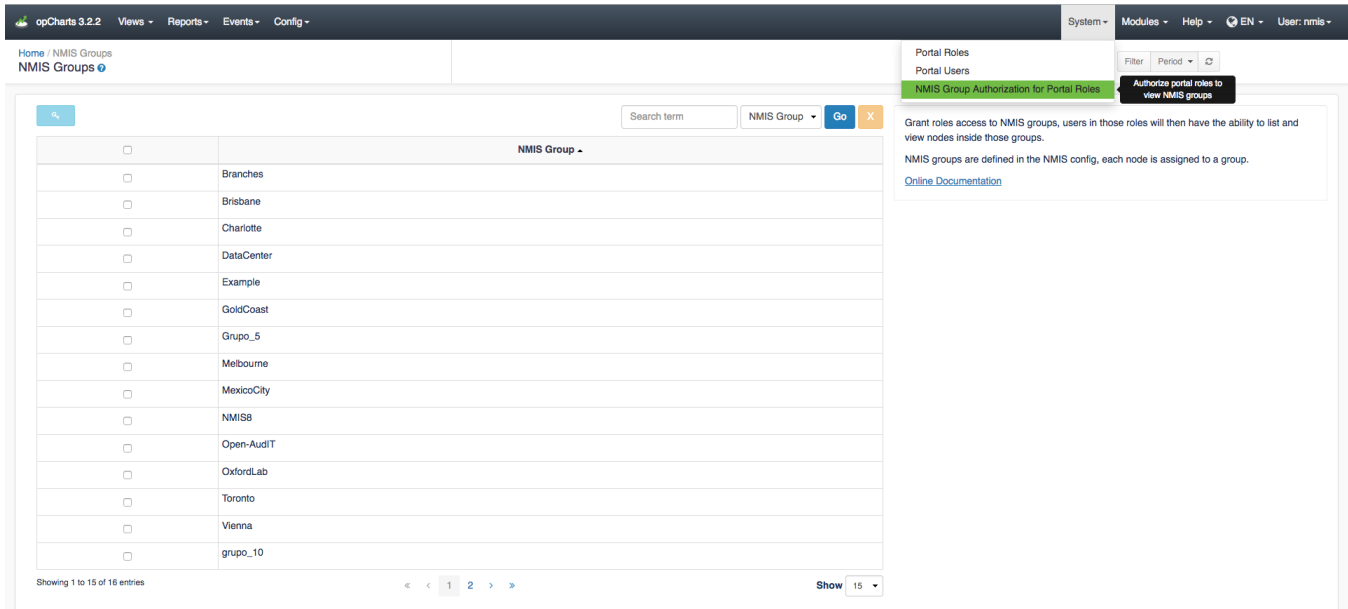 opCharts 3.2.2 Views Reports Events Config System Modules Help EN User: nmis
Home / NMIS Groups
NMIS Groups
Portal Roles
Portal Users
NMIS Group Authorization for Portal Roles
Filter Period
Authorize portal roles to
view NMIS groups
Search term NMIS Group Go X
Grant roles access to NMIS groups, users in those roles will then have the ability to list and
view nodes inside those groups.
NMIS groups are defined in the NMIS config, each node is assigned to a group.
Online Documentation
NMIS Group
Branches
Brisbane
Charlotte
DataCenter
Example
GoldCoast
Grupo_5
Melbourne
MexicoCity
NMIS8
Open-AudIT
OxfordLab
Toronto
Vienna
grupo_10
Showing 1 to 15 of 16 entries « ‹ 1 2 › » Show 15